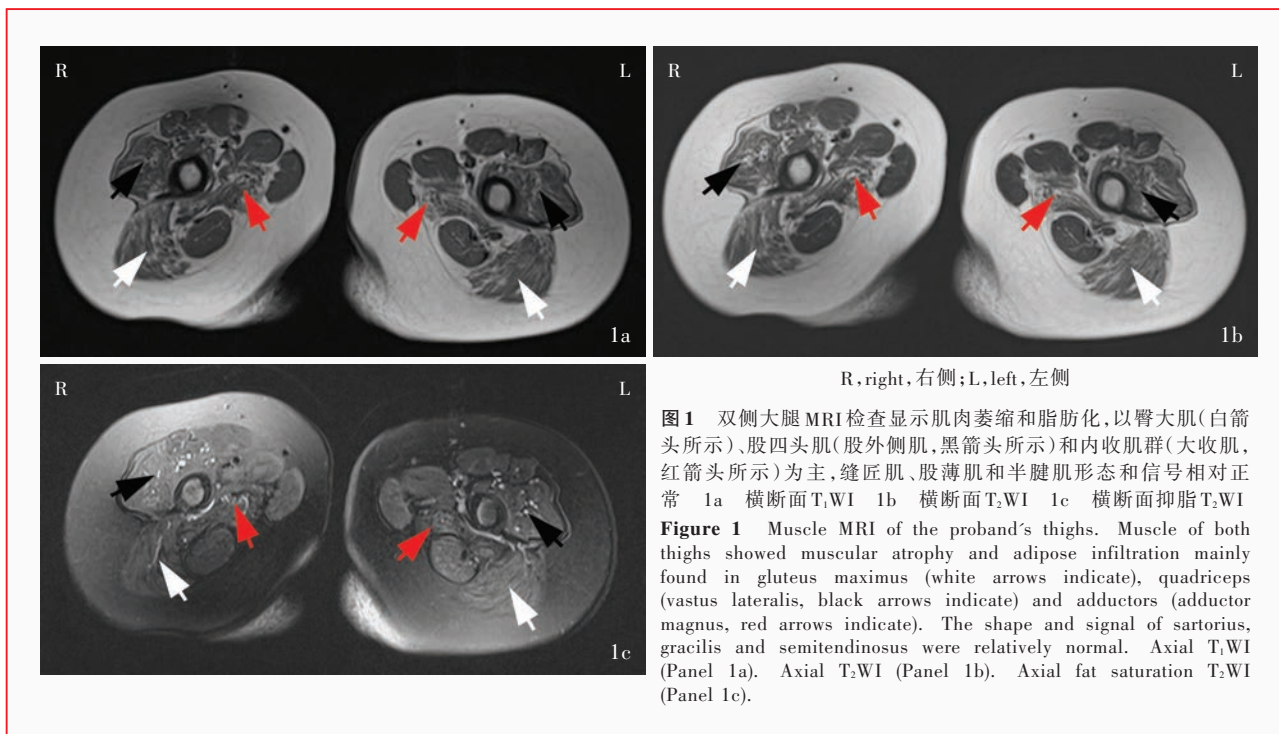 R
L
1a
R
L
1b
R
L
1c
R,right,右侧;L,left,左侧
图1 双侧大腿MRI检查显示肌肉萎缩和脂肪化,以臀大肌(白箭
头所示)、股四头肌(股外侧肌,黑箭头所示)和内收肌群(大收肌,
红箭头所示)为主,缝匠肌、股薄肌和半腱肌形态和信号相对正
常 1a 横断面T₁WI 1b 横断面T₂WI 1c 横断面抑脂T₂WI
Figure 1 Muscle MRI of the proband′s thighs. Muscle of both
thighs showed muscular atrophy and adipose infiltration mainly
found in gluteus maximus (white arrows indicate), quadriceps
(vastus lateralis, black arrows indicate) and adductors (adductor
magnus, red arrows indicate). The shape and signal of sartorius,
gracilis and semitendinosus were relatively normal. Axial T₁WI
(Panel 1a). Axial T₂WI (Panel 1b). Axial fat saturation T₂WI
(Panel 1c).